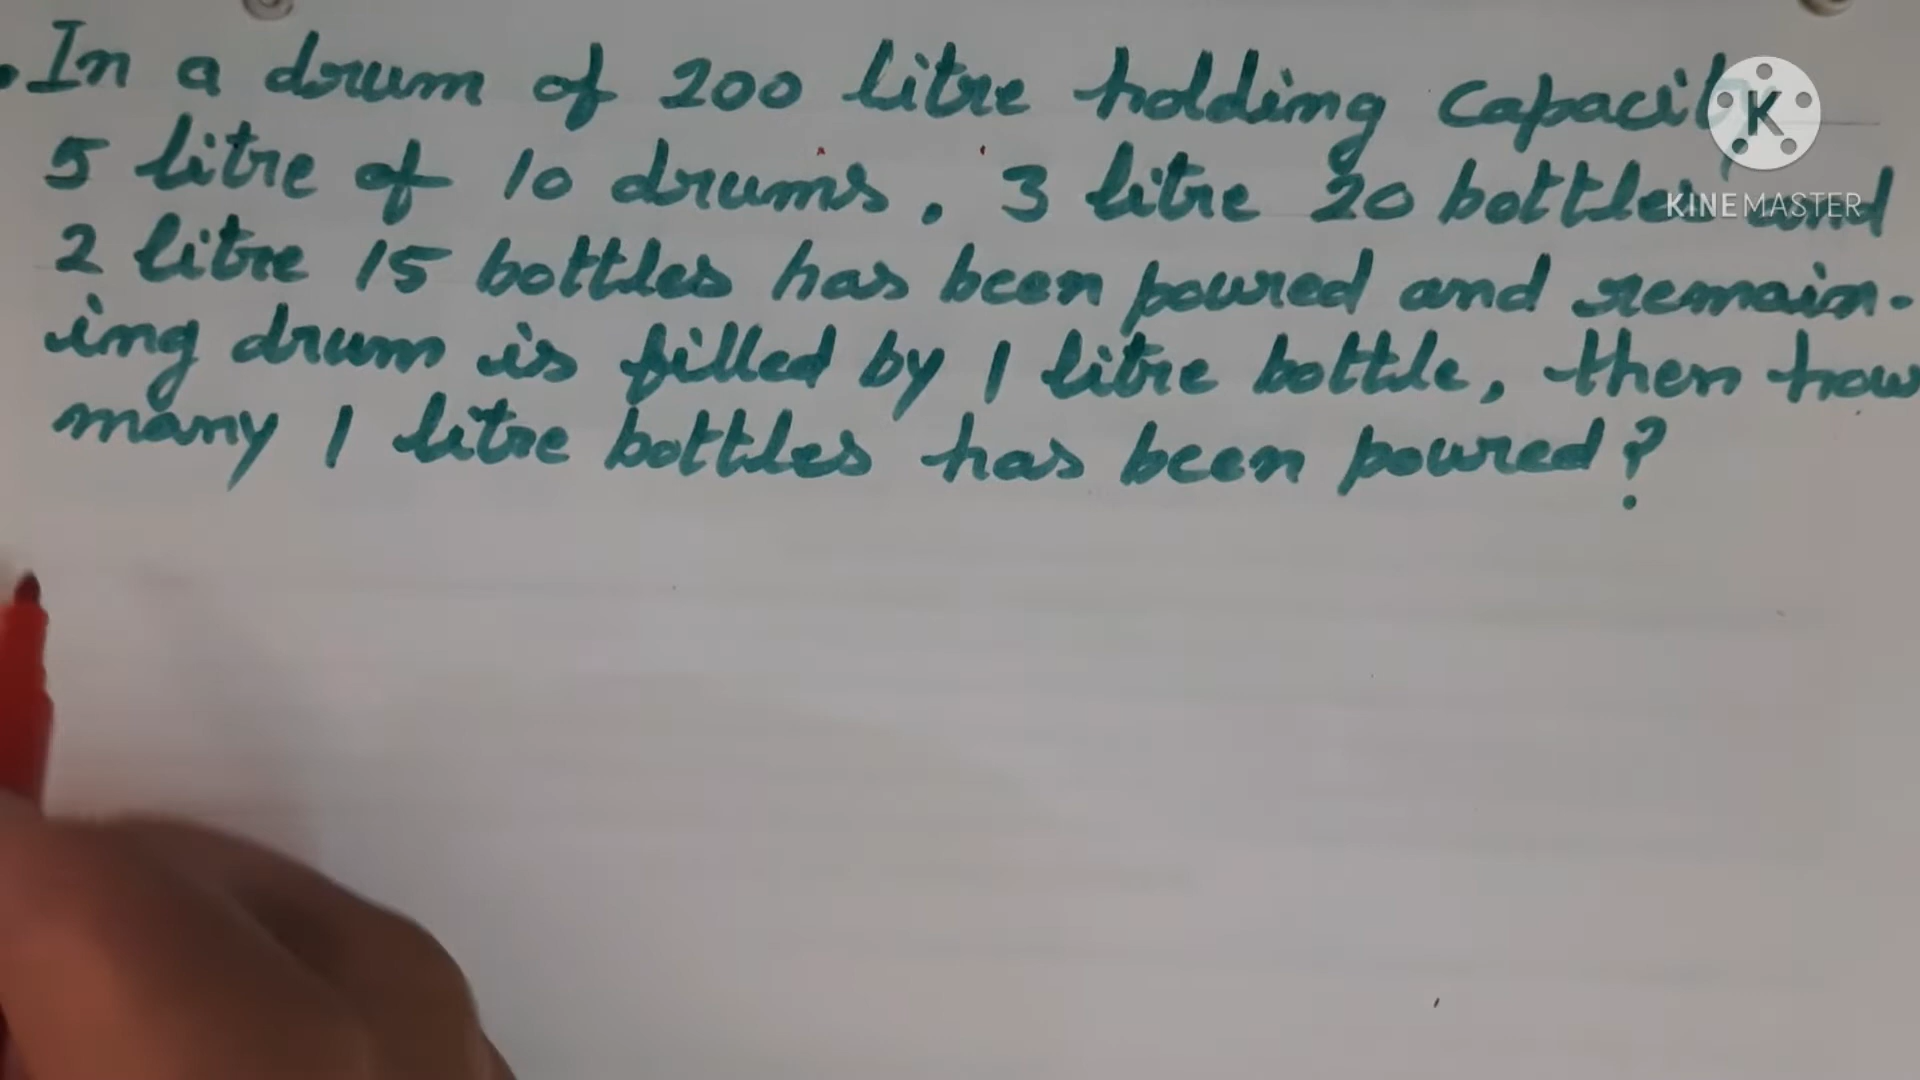 In a drum of 200 litre holding capacity
5 litre of 10 drums, 3 litre 20 bottles and
2 litre 15 bottles has been poured and remain-
ing drum is filled by 1 litre bottle, then how
many 1 litre bottles has been poured?
K
KINEMASTER